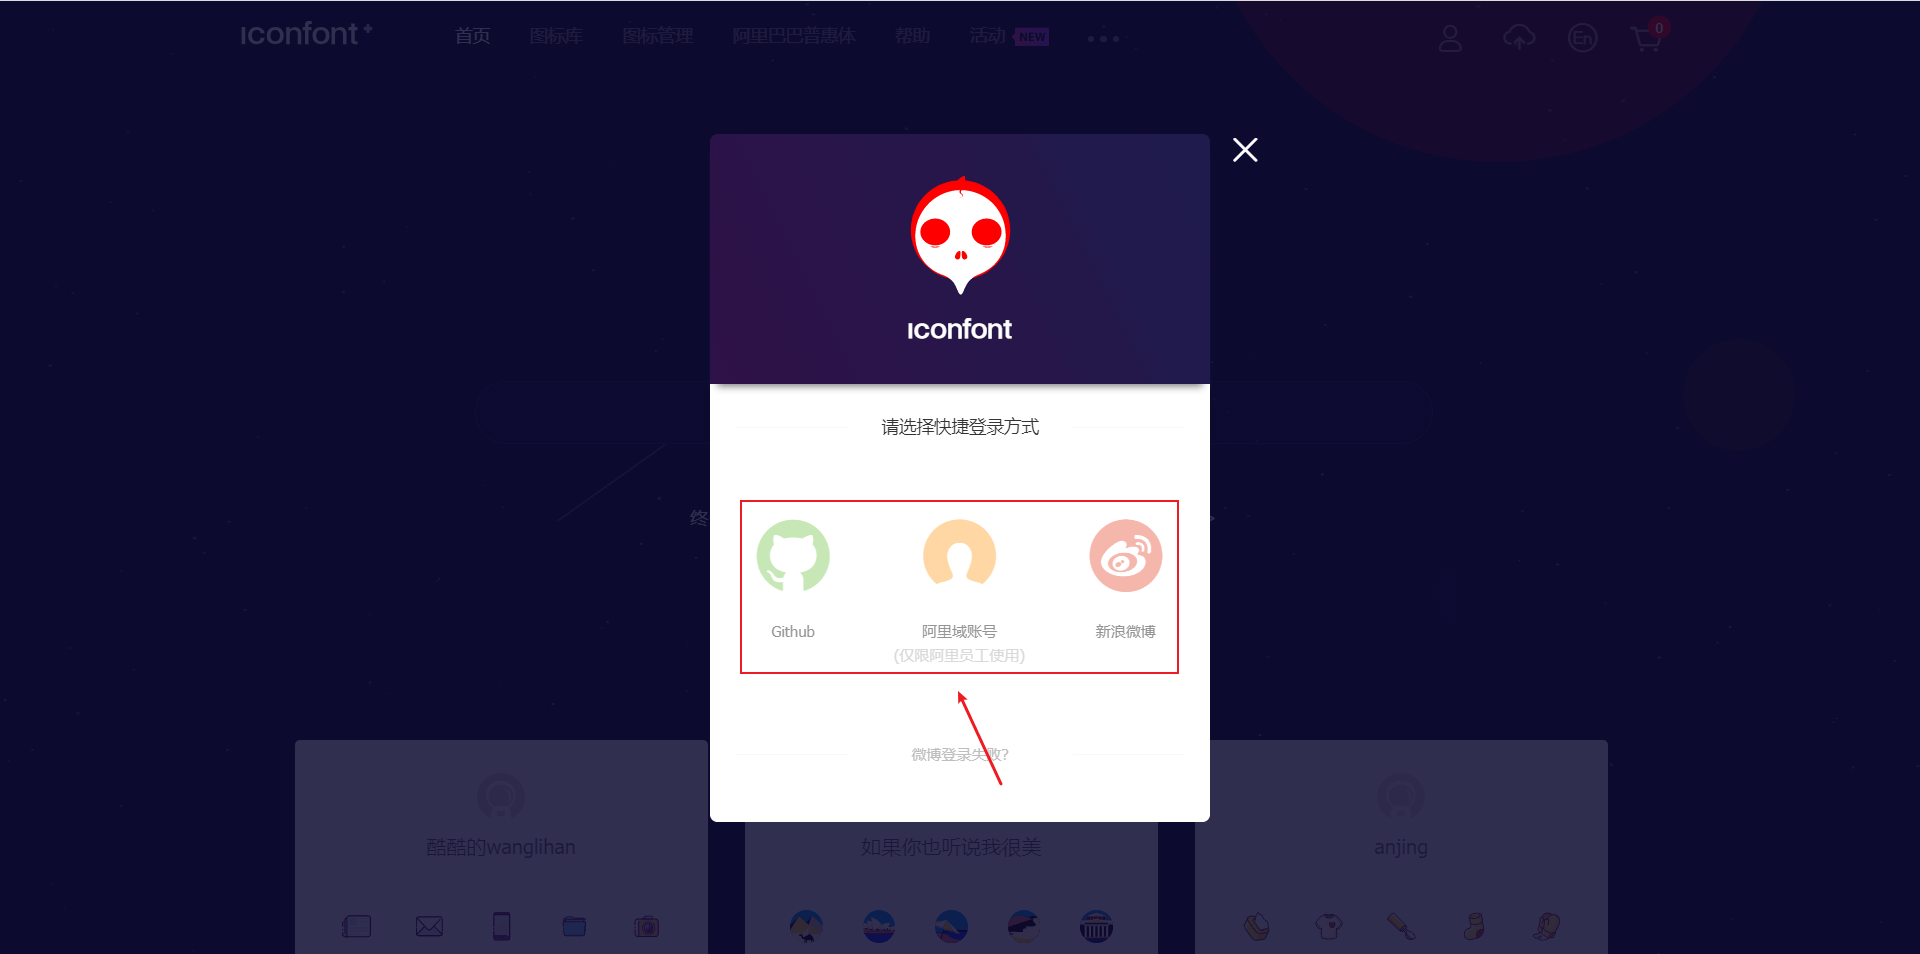 iconfont+
首页 图标库 图标管理 阿里巴巴普惠体 帮助 活动 NEW
En 0
iconfont
请选择快捷登录方式
终
Github 阿里域账号 新浪微博
(仅限阿里员工使用)
微博登录失败?
酷酷的wanglihan 如果你也听说我很美 anjing